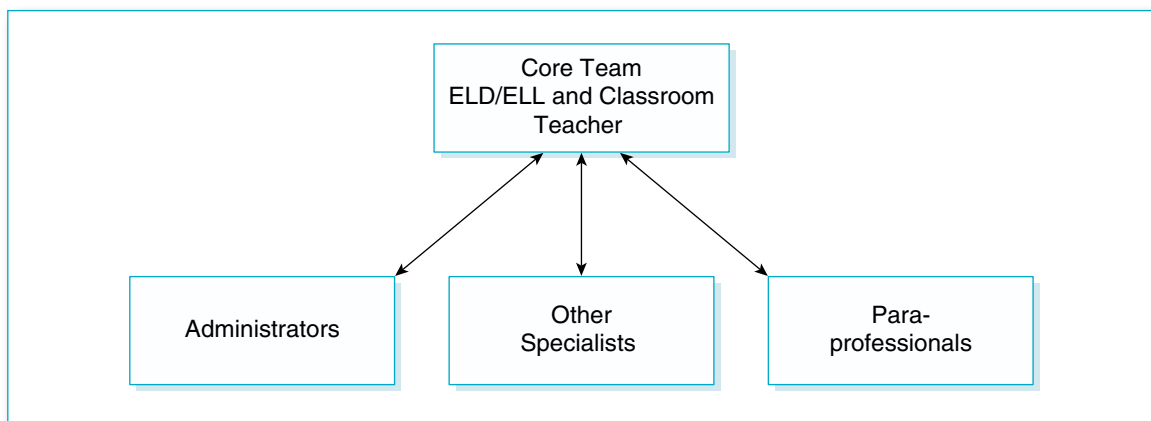 Core Team
ELD/ELL and Classroom
Teacher
Administrators
Other
Specialists
Para-
professionals